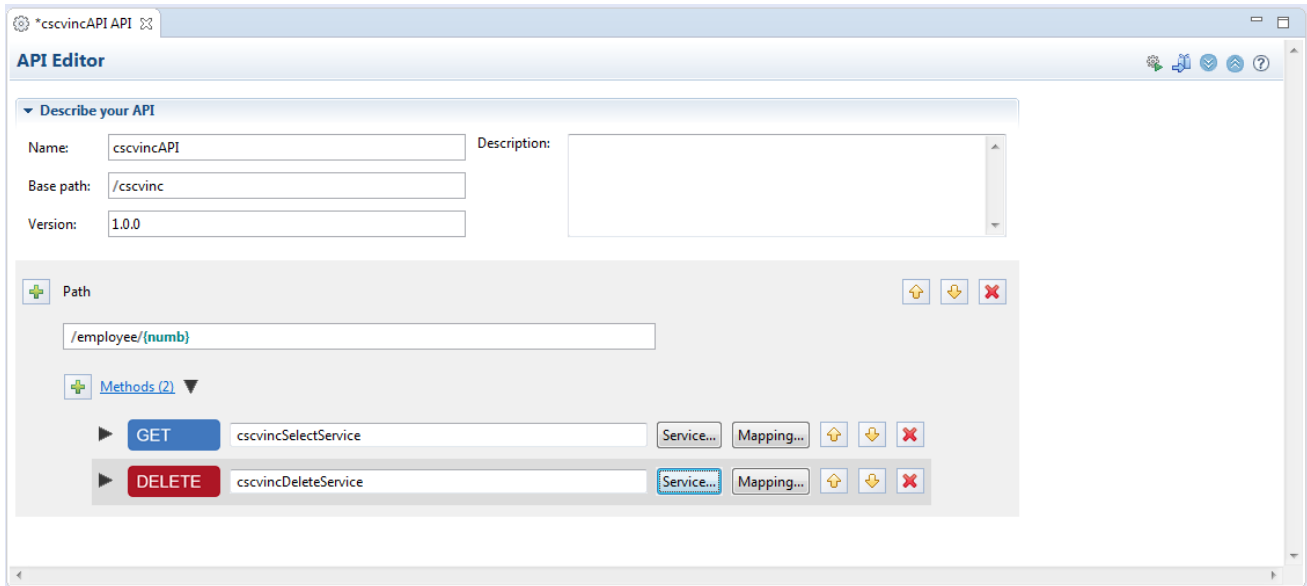 *cscvincAPI API
API Editor
Describe your API
Name: cscvincAPI Description:
Base path: /cscvinc
Version: 1.0.0
Path
/employee/{numb}
Methods (2)
GET cscvincSelectService Service... Mapping...
DELETE cscvincDeleteService Service... Mapping...